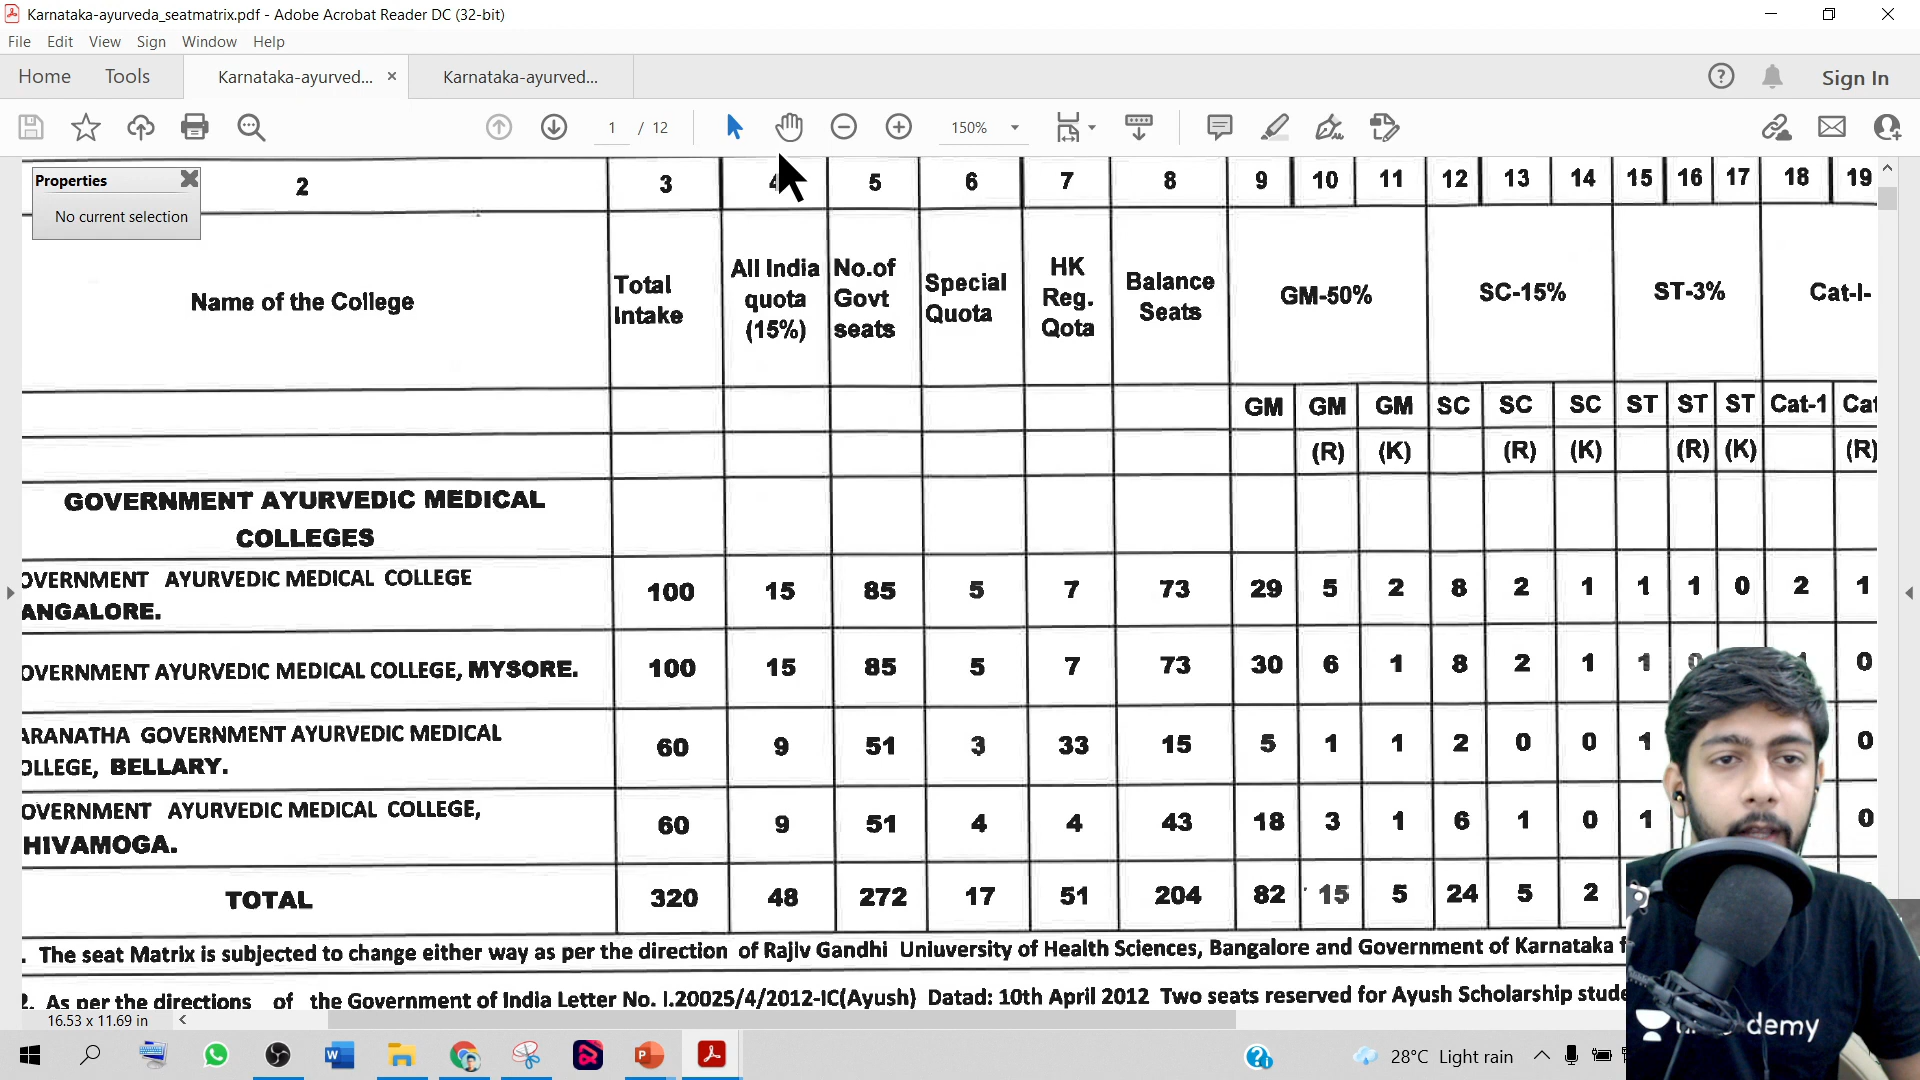 Karnataka-ayurveda_seatmatrix.pdf - Adobe Acrobat Reader DC (32-bit)
File Edit View Sign Window Help
Home Tools Karnataka-ayurved... × Karnataka-ayurved... Sign In
1 / 12 150%
Properties
No current selection
2 3 5 6 7 8 9 10 11 12 13 14 15 16 17 18 19
Name of the College
Total Intake
All India quota (15%)
No.of Govt seats
Special Quota
HK Reg. Qota
Balance Seats
GM-50% SC-15% ST-3% Cat-I-
GM GM GM SC SC SC ST ST ST Cat-1 Cat
(R) (K) (R) (K) (R) (K) (R)
GOVERNMENT AYURVEDIC MEDICAL
COLLEGES
OVERNMENT AYURVEDIC MEDICAL COLLEGE
ANGALORE.
100 15 85 5 7 73 29 5 2 8 2 1 1 1 0 2 1
OVERNMENT AYURVEDIC MEDICAL COLLEGE, MYSORE. 100 15 85 5 7 73 30 6 1 8 2 1 1 0
ARANATHA GOVERNMENT AYURVEDIC MEDICAL
OLLEGE, BELLARY.
60 9 51 3 33 15 5 1 1 2 0 0 1 0
OVERNMENT AYURVEDIC MEDICAL COLLEGE,
HIVAMOGA.
60 9 51 4 4 43 18 3 1 6 1 0 1 0
TOTAL 320 48 272 17 51 204 82 15 5 24 5 2
. The seat Matrix is subjected to change either way as per the direction of Rajiv Gandhi Uniuversity of Health Sciences, Bangalore and Government of Karnataka f
2. As per the directions of the Government of India Letter No. I.20025/4/2012-IC(Ayush) Datad: 10th April 2012 Two seats reserved for Ayush Scholarship stude
16.53 x 11.69 in
demy
28°C Light rain